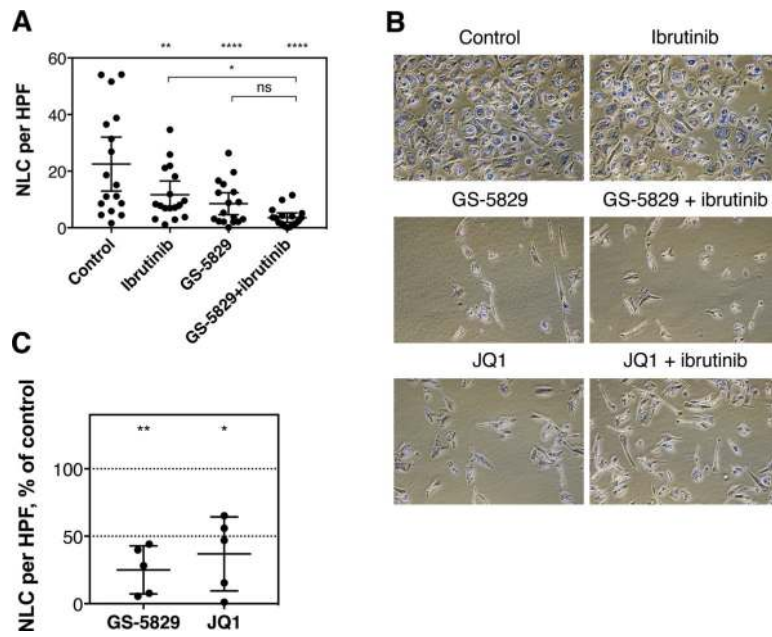 A
** **** ****
*
ns
NLC per HPF
60
40
20
0
Control
Ibrutinib
GS-5829
GS-5829+ibrutinib
B
Control Ibrutinib
GS-5829 GS-5829 + ibrutinib
JQ1 JQ1 + ibrutinib
C
** *
NLC per HPF, % of control
100
50
0
GS-5829 JQ1